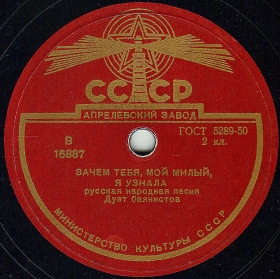 СССР
АПРЕЛЕВСКИЙ ЗАВОД
В
16887
ГОСТ 5289-50
2 кл.
ЗАЧЕМ ТЕБЯ, МОЙ МИЛЫЙ,
Я УЗНАЛА
русская народная песня
Дуэт баянистов
МИНИСТЕРСТВО КУЛЬТУРЫ СССР